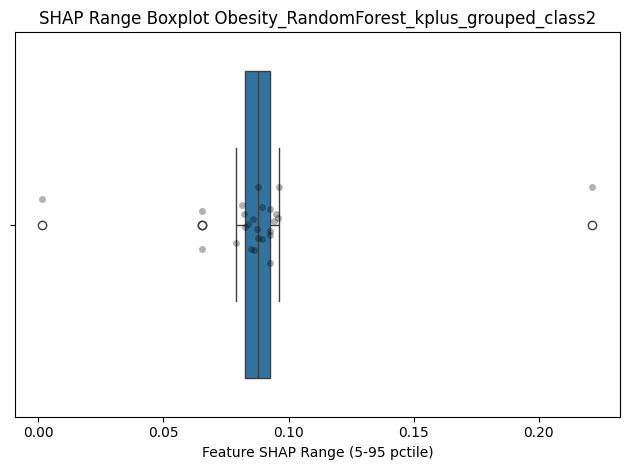 SHAP Range Boxplot Obesity_RandomForest_kplus_grouped_class2
0.00 0.05 0.10 0.15 0.20
Feature SHAP Range (5-95 pctile)